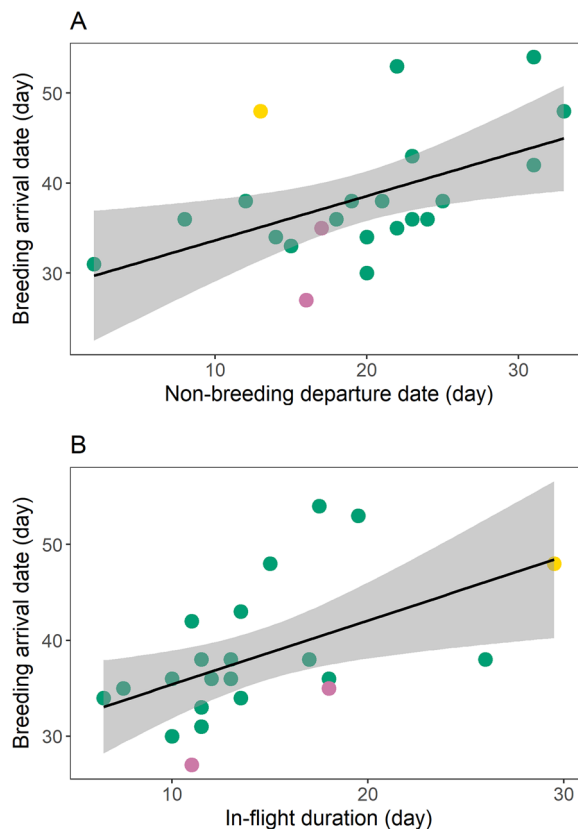 A
Breeding arrival date (day)
50
40
30
10
20
30
Non-breeding departure date (day)
B
Breeding arrival date (day)
50
40
30
10
20
30
In-flight duration (day)